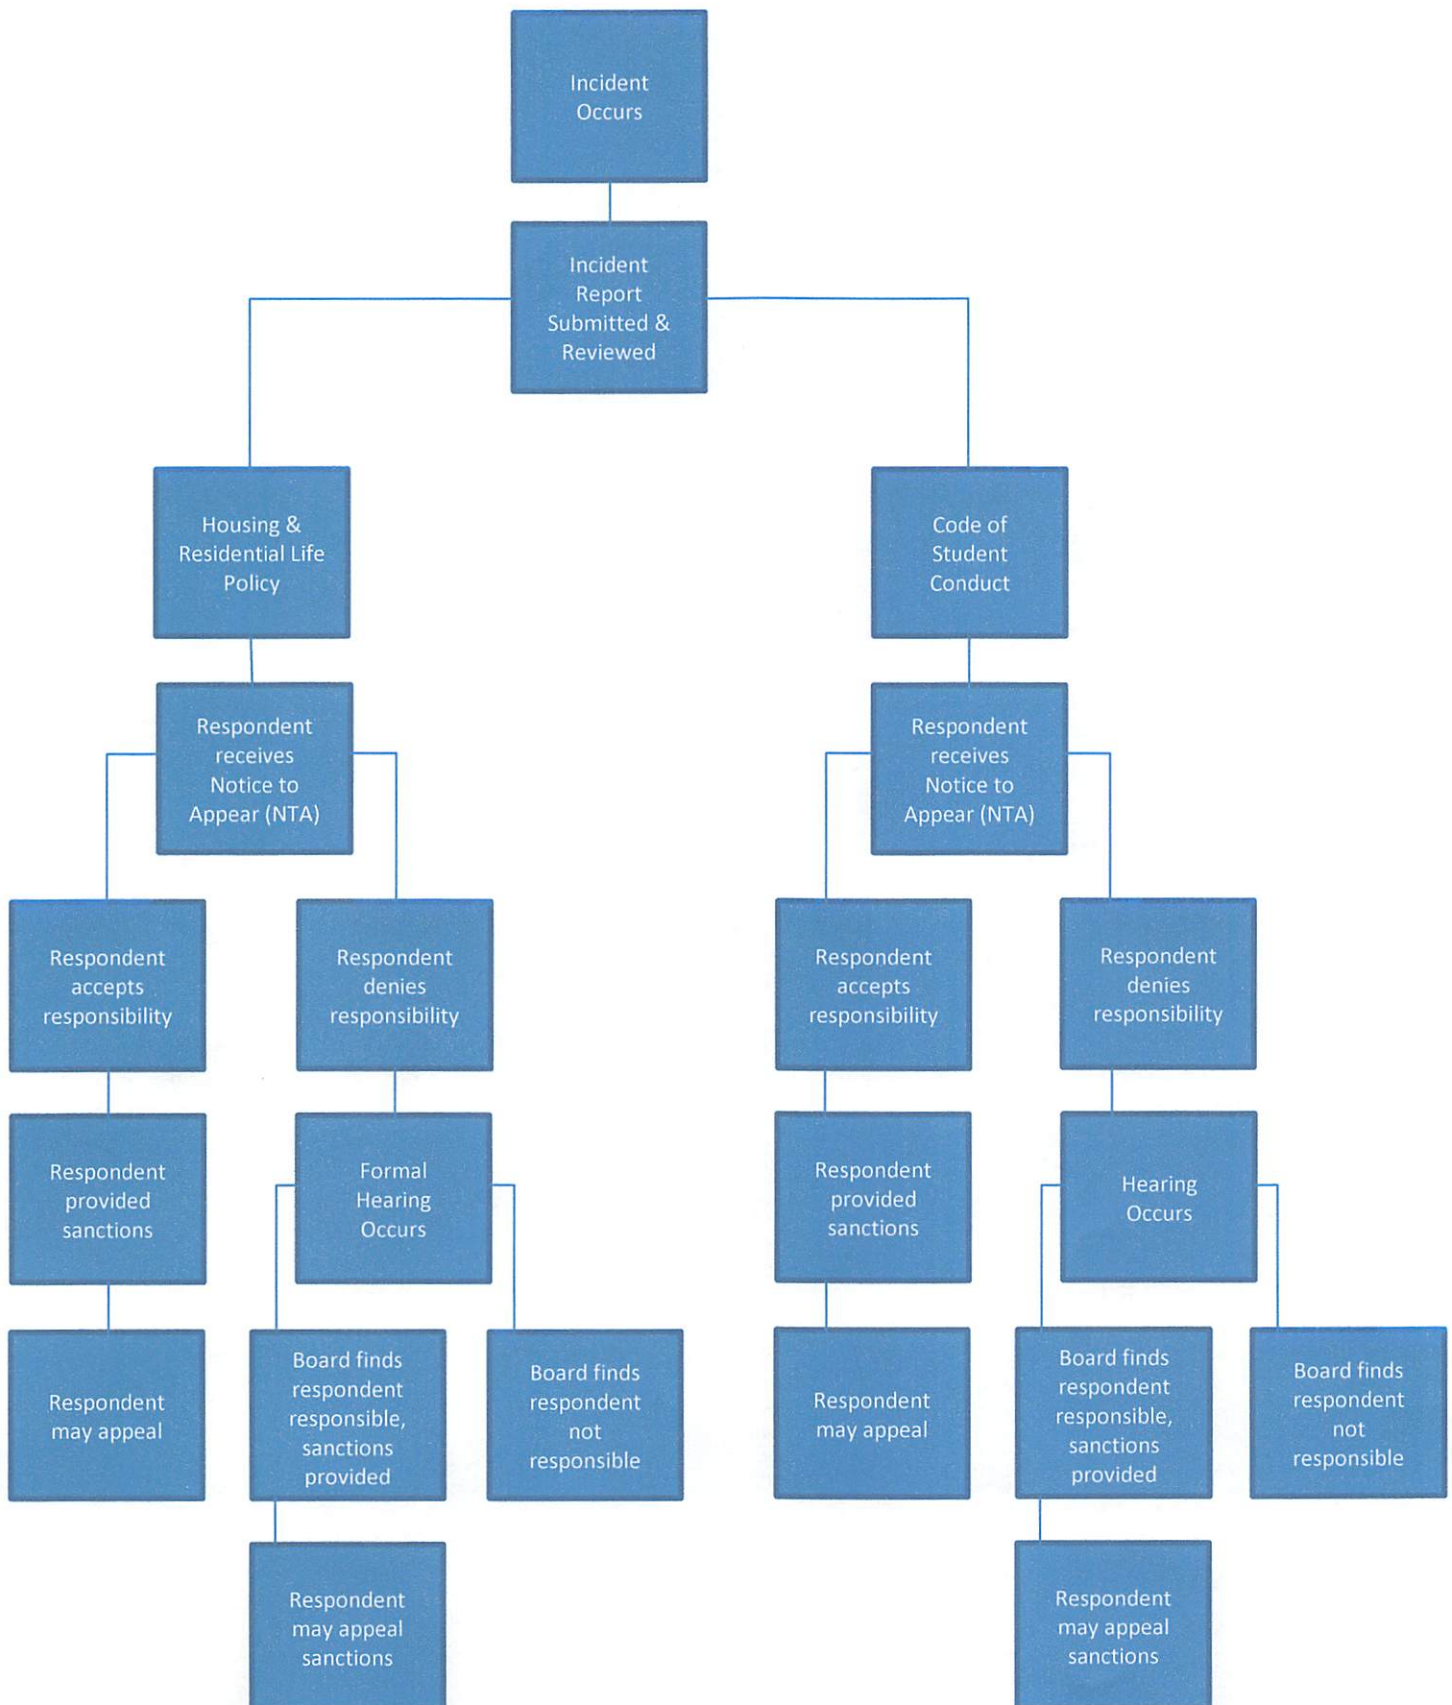 Incident
Occurs
Incident
Report
Submitted &
Reviewed
Housing &
Residential Life
Policy
Code of
Student
Conduct
Respondent
receives
Notice to
Appear (NTA)
Respondent
receives
Notice to
Appear (NTA)
Respondent
accepts
responsibility
Respondent
denies
responsibility
Respondent
accepts
responsibility
Respondent
denies
responsibility
Respondent
provided
sanctions
Formal
Hearing
Occurs
Respondent
provided
sanctions
Hearing
Occurs
Respondent
may appeal
Board finds
respondent
responsible,
sanctions
provided
Board finds
respondent
not
responsible
Respondent
may appeal
Board finds
respondent
responsible,
sanctions
provided
Board finds
respondent
not
responsible
Respondent
may appeal
sanctions
Respondent
may appeal
sanctions